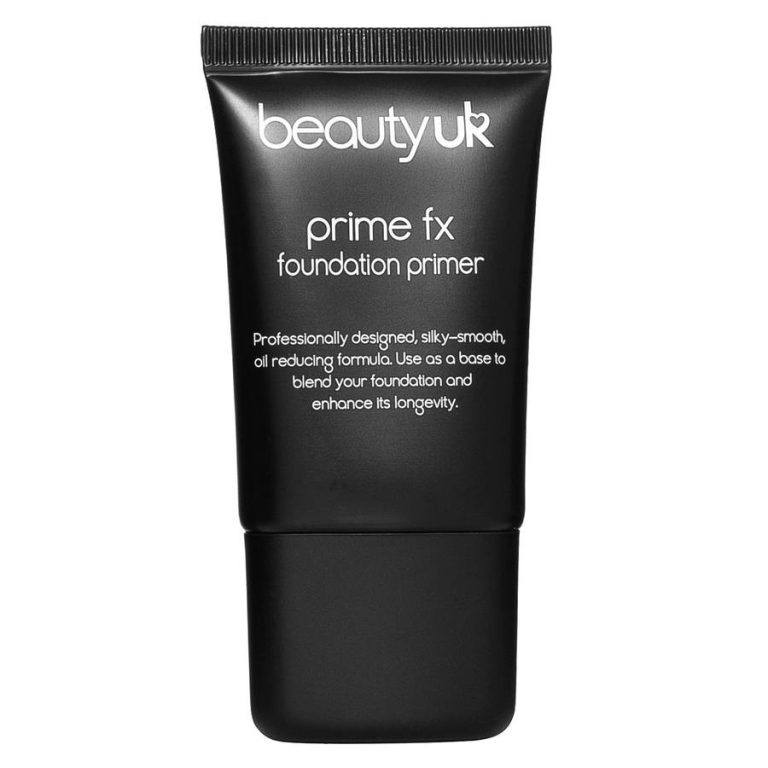 beautyuk
prime fx
foundation primer
Professionally designed, silky-smooth,
oil reducing formula. Use as a base to
blend your foundation and
enhance its longevity.